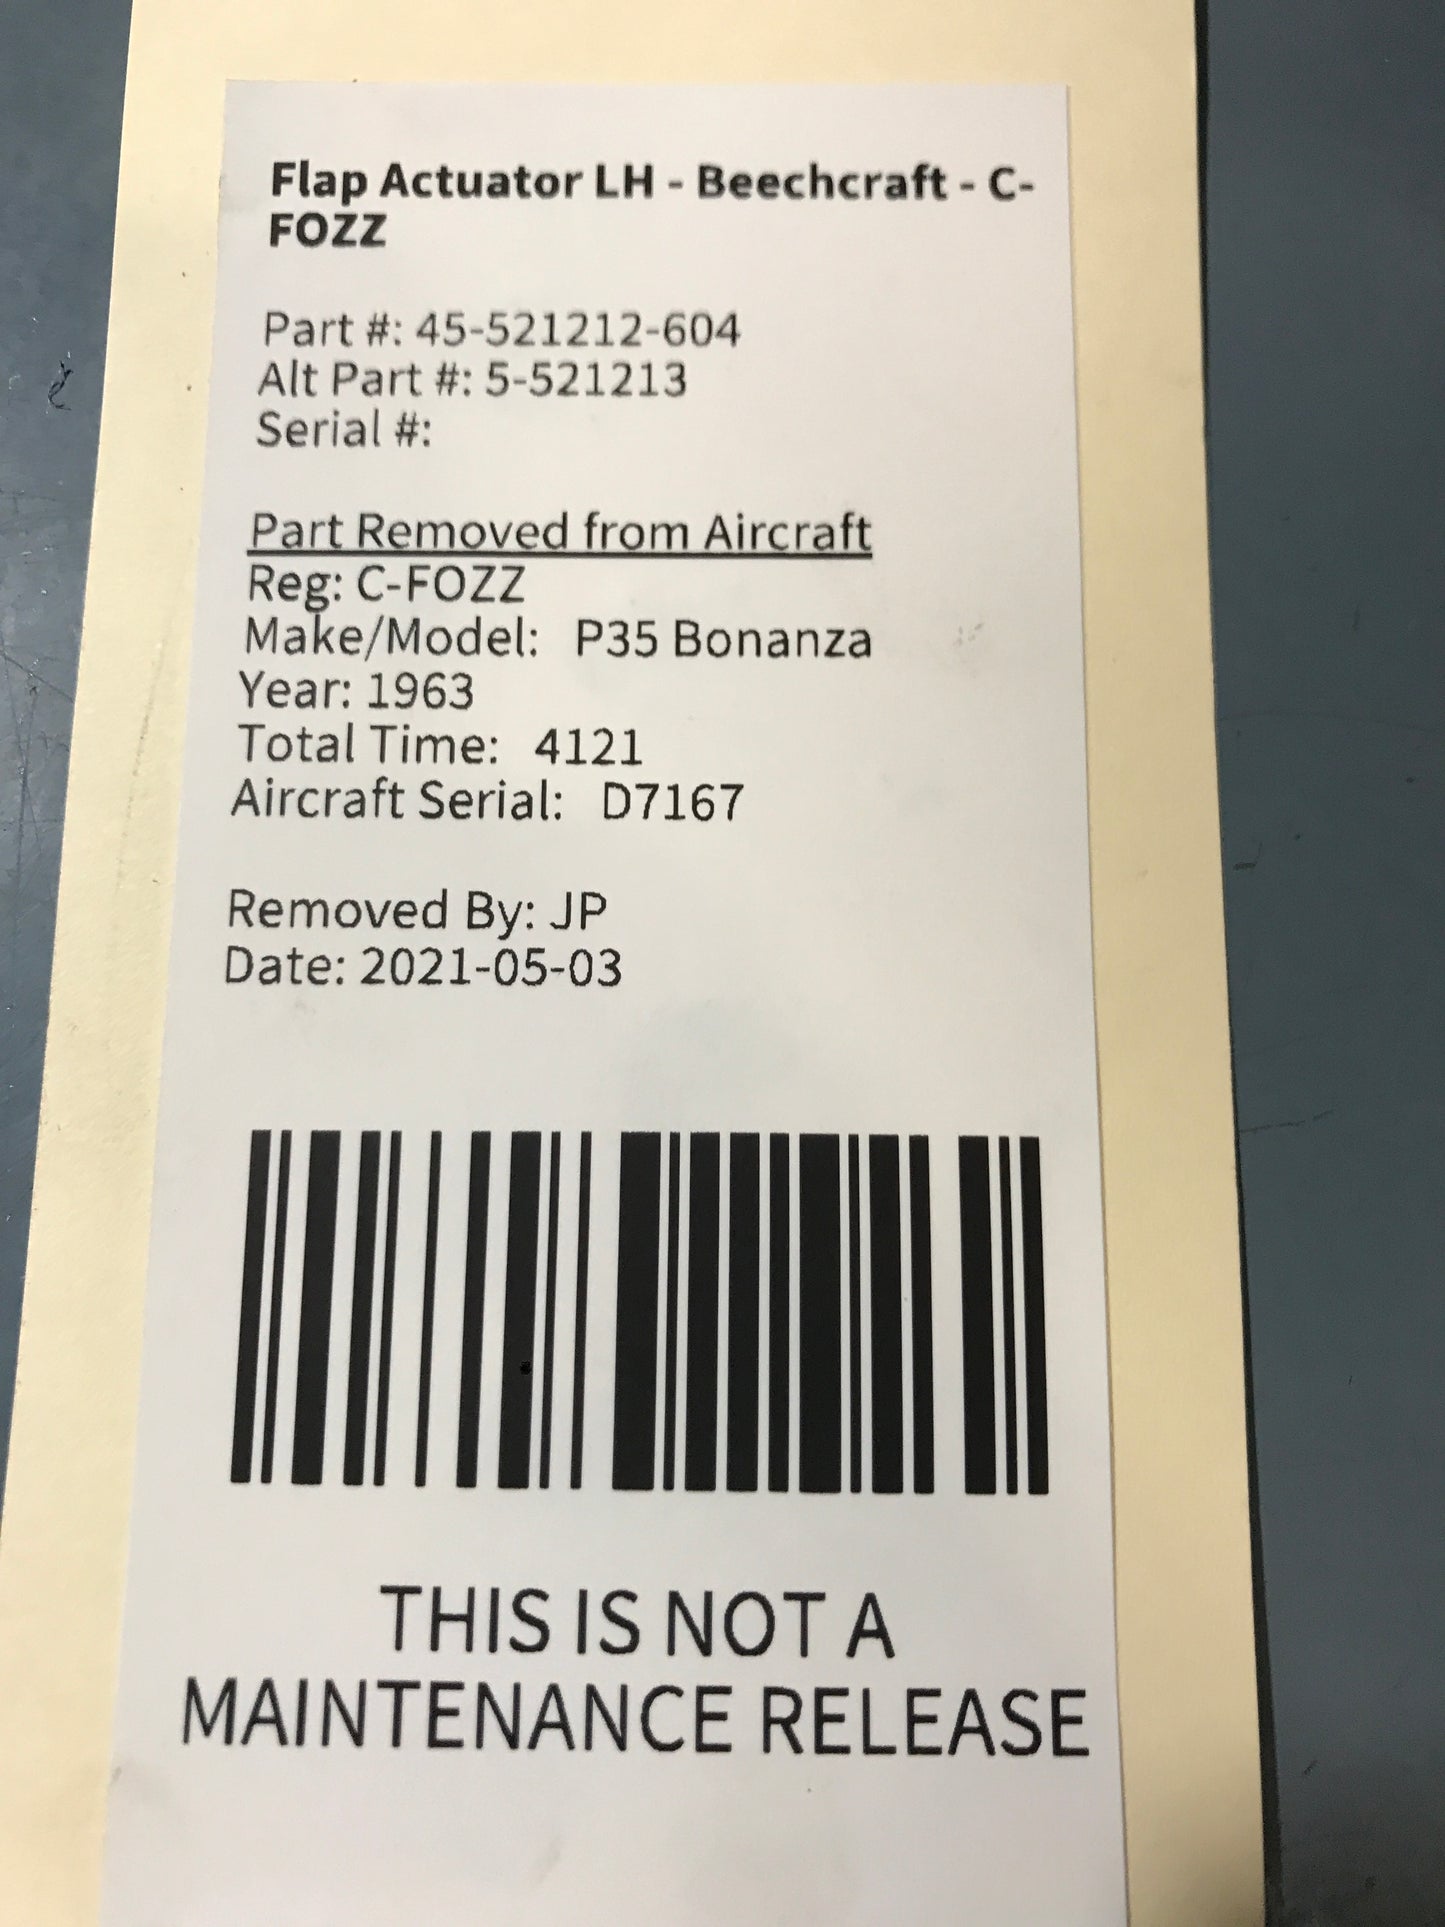 Flap Actuator LH - Beechcraft - C-
FOZZ
Part #: 45-521212-604
Alt Part #: 5-521213
Serial #:
Part Removed from Aircraft
Reg: C-FOZZ
Make/Model: P35 Bonanza
Year: 1963
Total Time: 4121
Aircraft Serial: D7167
Removed By: JP
Date: 2021-05-03
THIS IS NOT A
MAINTENANCE RELEASE